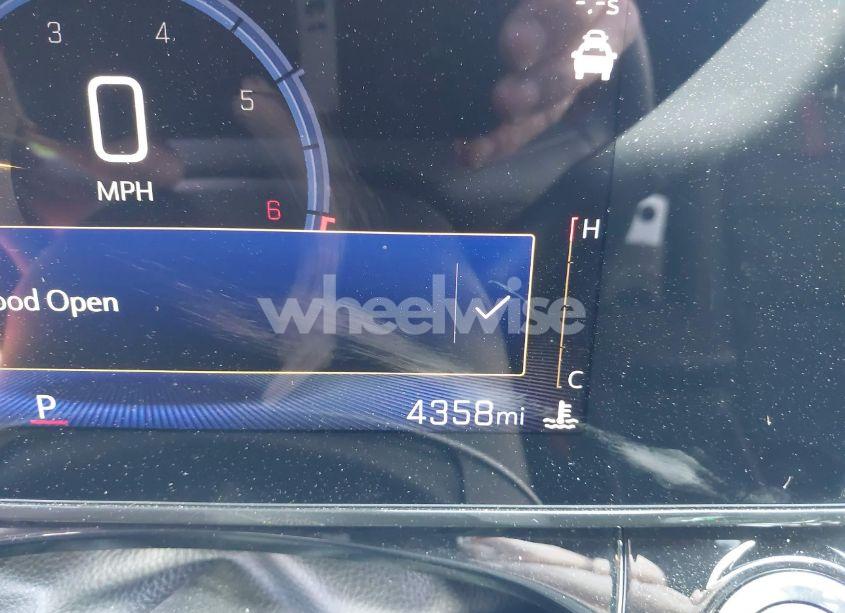 -.-s
3 4
5
0
MPH
6
H
ood Open
wheelwise
C
P
4358mi